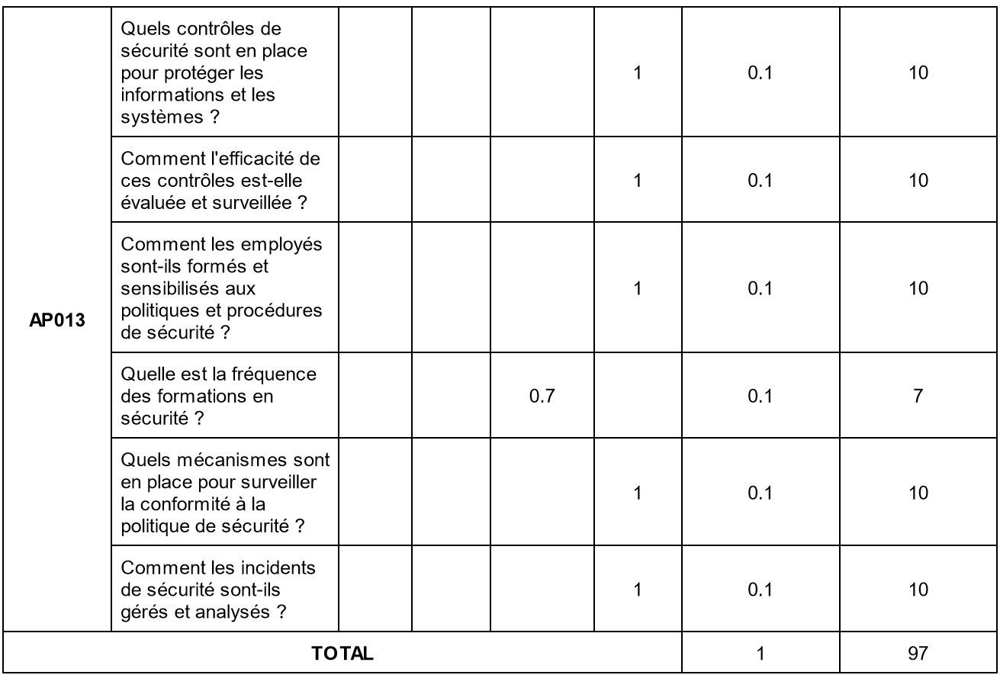 Quels contrôles de
sécurité sont en place
pour protéger les
informations et les
systèmes ?
1
0.1
10
Comment l'efficacité de
ces contrôles est-elle
évaluée et surveillée ?
1
0.1
10
AP013
Comment les employés
sont-ils formés et
sensibilisés aux
politiques et procédures
de sécurité ?
1
0.1
10
Quelle est la fréquence
des formations en
sécurité ?
0.7
0.1
7
Quels mécanismes sont
en place pour surveiller
la conformité à la
politique de sécurité ?
1
0.1
10
Comment les incidents
de sécurité sont-ils
gérés et analysés ?
1
0.1
10
TOTAL
1
97